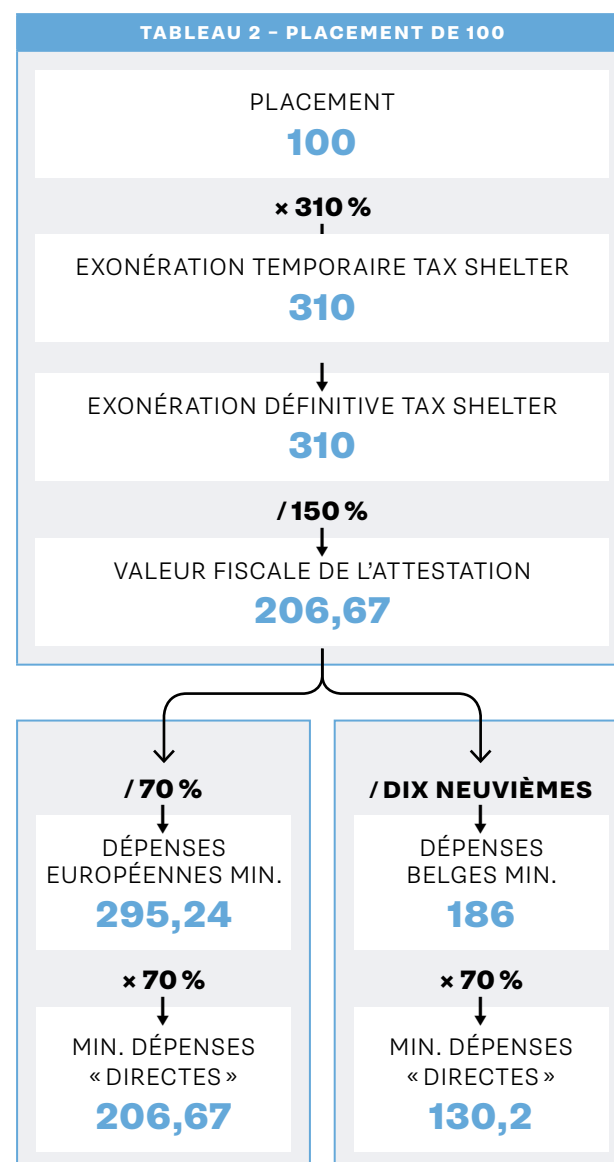 TABLEAU 2 – PLACEMENT DE 100
PLACEMENT
100
× 310 %
EXONÉRATION TEMPORAIRE TAX SHELTER
310
EXONÉRATION DÉFINITIVE TAX SHELTER
310
/ 150 %
VALEUR FISCALE DE L'ATTESTATION
206,67
/ 70 %
DÉPENSES
EUROPÉENNES MIN.
295,24
× 70 %
MIN. DÉPENSES
« DIRECTES »
206,67
/ DIX NEUVIÈMES
DÉPENSES
BELGES MIN.
186
× 70 %
MIN. DÉPENSES
« DIRECTES »
130,2